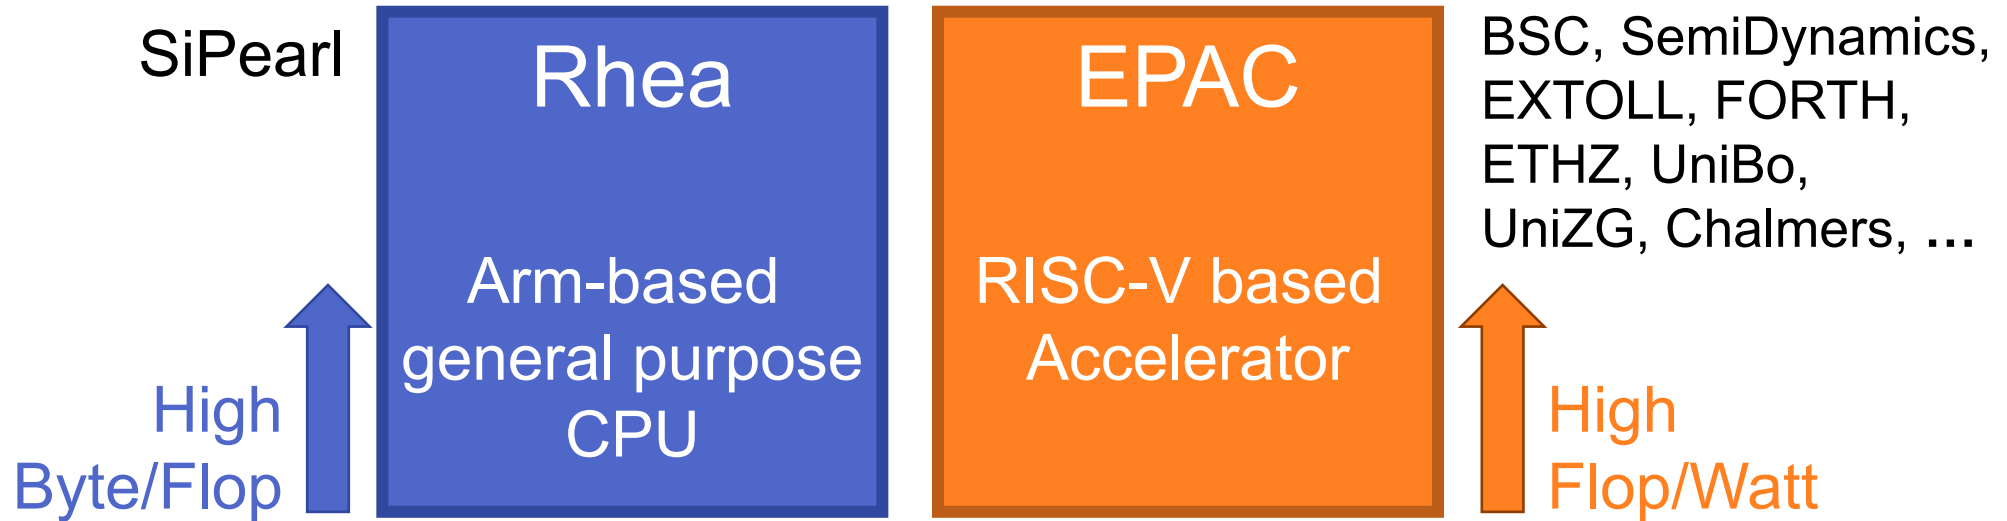 SiPearl
Rhea
Arm-based
general purpose
CPU
High
Byte/Flop
EPAC
RISC-V based
Accelerator
BSC, SemiDynamics,
EXTOLL, FORTH,
ETHZ, UniBo,
UniZG, Chalmers, ...
High
Flop/Watt